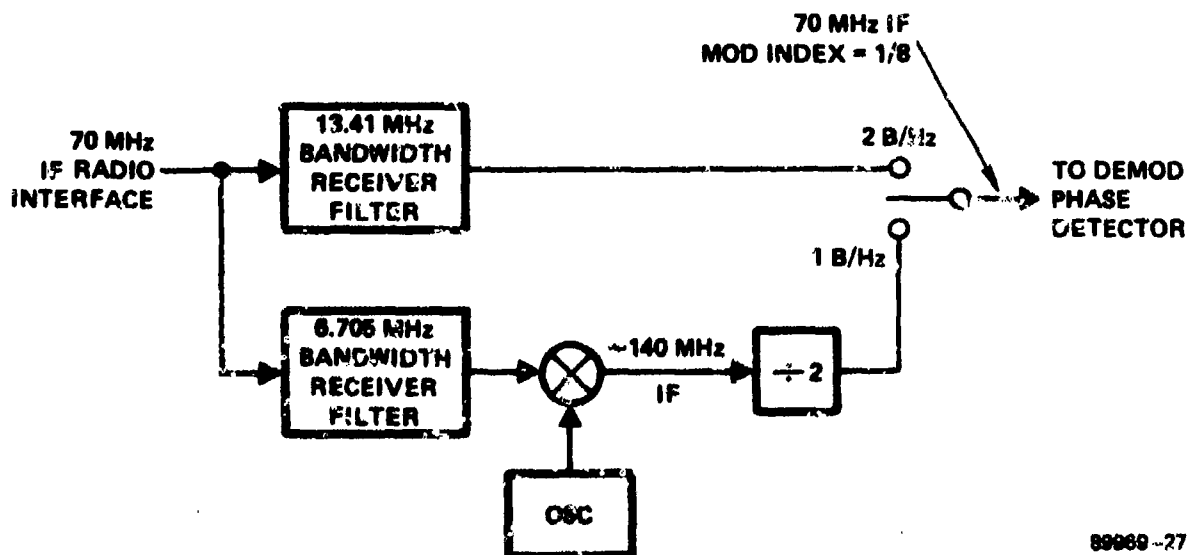 70 MHz IF
MOD INDEX = 1/8
70 MHz
IF RADIO
INTERFACE
13.41 MHz
BANDWIDTH
RECEIVER
FILTER
2 B/Hz
TO DEMOD
PHASE
DETECTOR
1 B/Hz
6.705 MHz
BANDWIDTH
RECEIVER
FILTER
~140 MHz
IF
÷ 2
OSC
89969-27